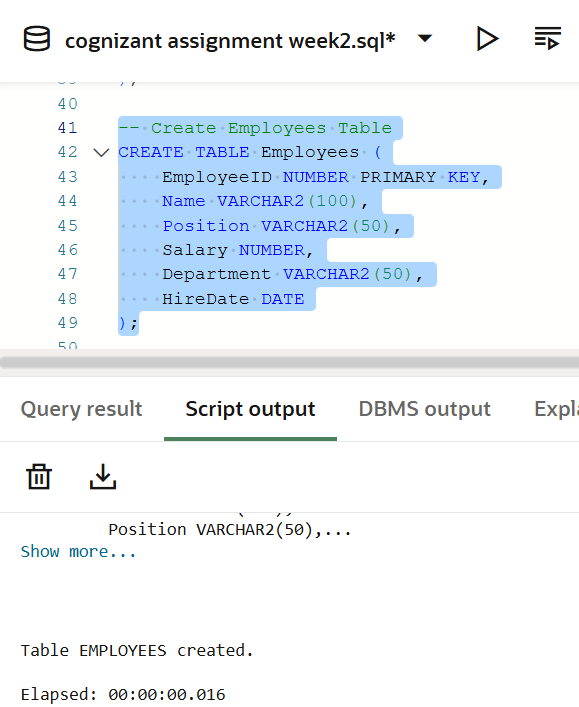 cognizant assignment week2.sql*
40
41 -- Create Employees Table
42 CREATE TABLE Employees (
43 EmployeeID NUMBER PRIMARY KEY,
44 Name VARCHAR2(100),
45 Position VARCHAR2(50),
46 Salary NUMBER,
47 Department VARCHAR2(50),
48 HireDate DATE
49 );
50
Query result Script output DBMS output
Position VARCHAR2(50),...
Show more...
Table EMPLOYEES created.
Elapsed: 00:00:00.016